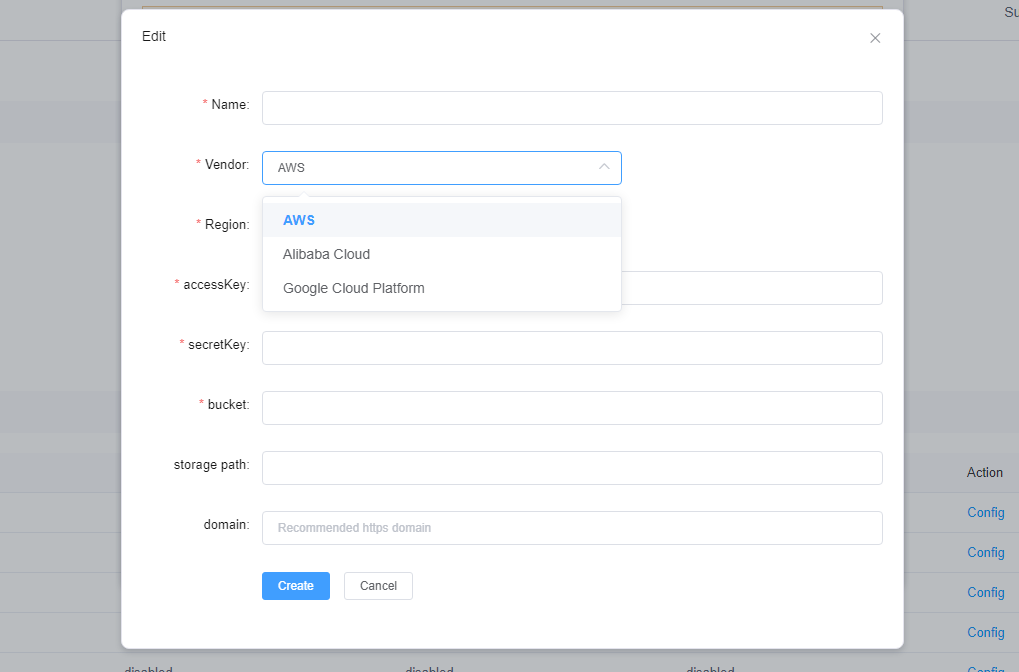 Su
Edit
* Name:
* Vendor:
AWS
* Region:
AWS
Alibaba Cloud
Google Cloud Platform
* accessKey:
* secretKey:
* bucket:
storage path:
Action
Config
domain:
Recommended https domain
Config
Create
Cancel
Config
Config
disabled
disabled
disabled
Config